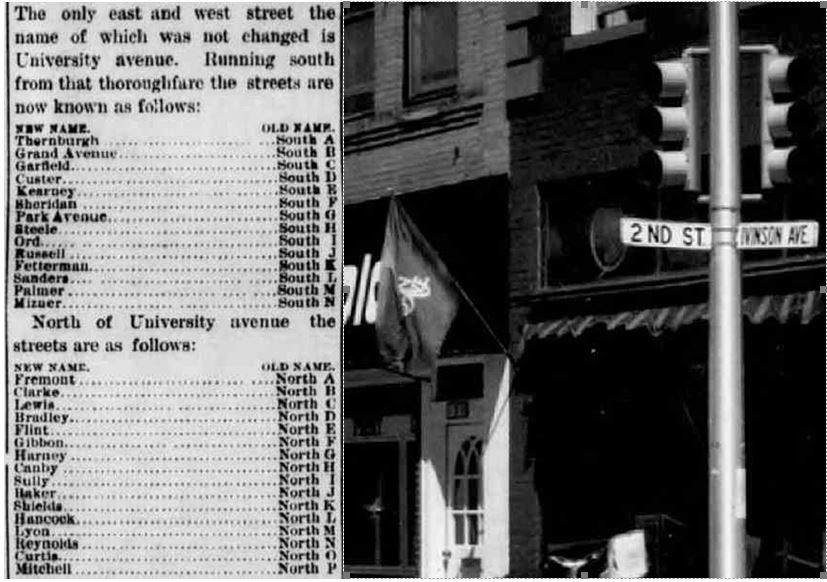 The only east and west street the
name of which was not changed is
University avenue. Running south
from that thoroughfare the streets are
now known as follows:
NEW NAME. OLD NAME.
Thornburgh........................South A
Grand Avenue......................South B
Garfield..........................South C
Custer............................South D
Kearney...........................South E
Sheridan..........................South F
Park Avenue.......................South G
Steele............................South H
Ord...............................South I
Russell...........................South J
Fetterman.........................South K
Sanders...........................South L
Palmer............................South M
Mizuer............................South N
North of University avenue the
streets are as follows:
NEW NAME. OLD NAME.
Fremont...........................North A
Clarke............................North B
Lewis.............................North C
Bradley...........................North D
Flint.............................North E
Gibbon............................North F
Harney............................North G
Canby.............................North H
Sully.............................North I
Baker.............................North J
Shields...........................North K
Hancock...........................North L
Lyon..............................North M
Reynolds..........................North N
Curtis............................North O
Mitchell..........................North P
2ND ST. IVINSON AVE.